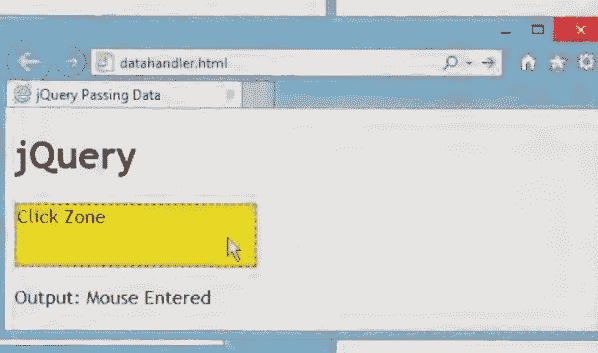 datahandler.html
jQuery Passing Data
jQuery
Click Zone
Output: Mouse Entered